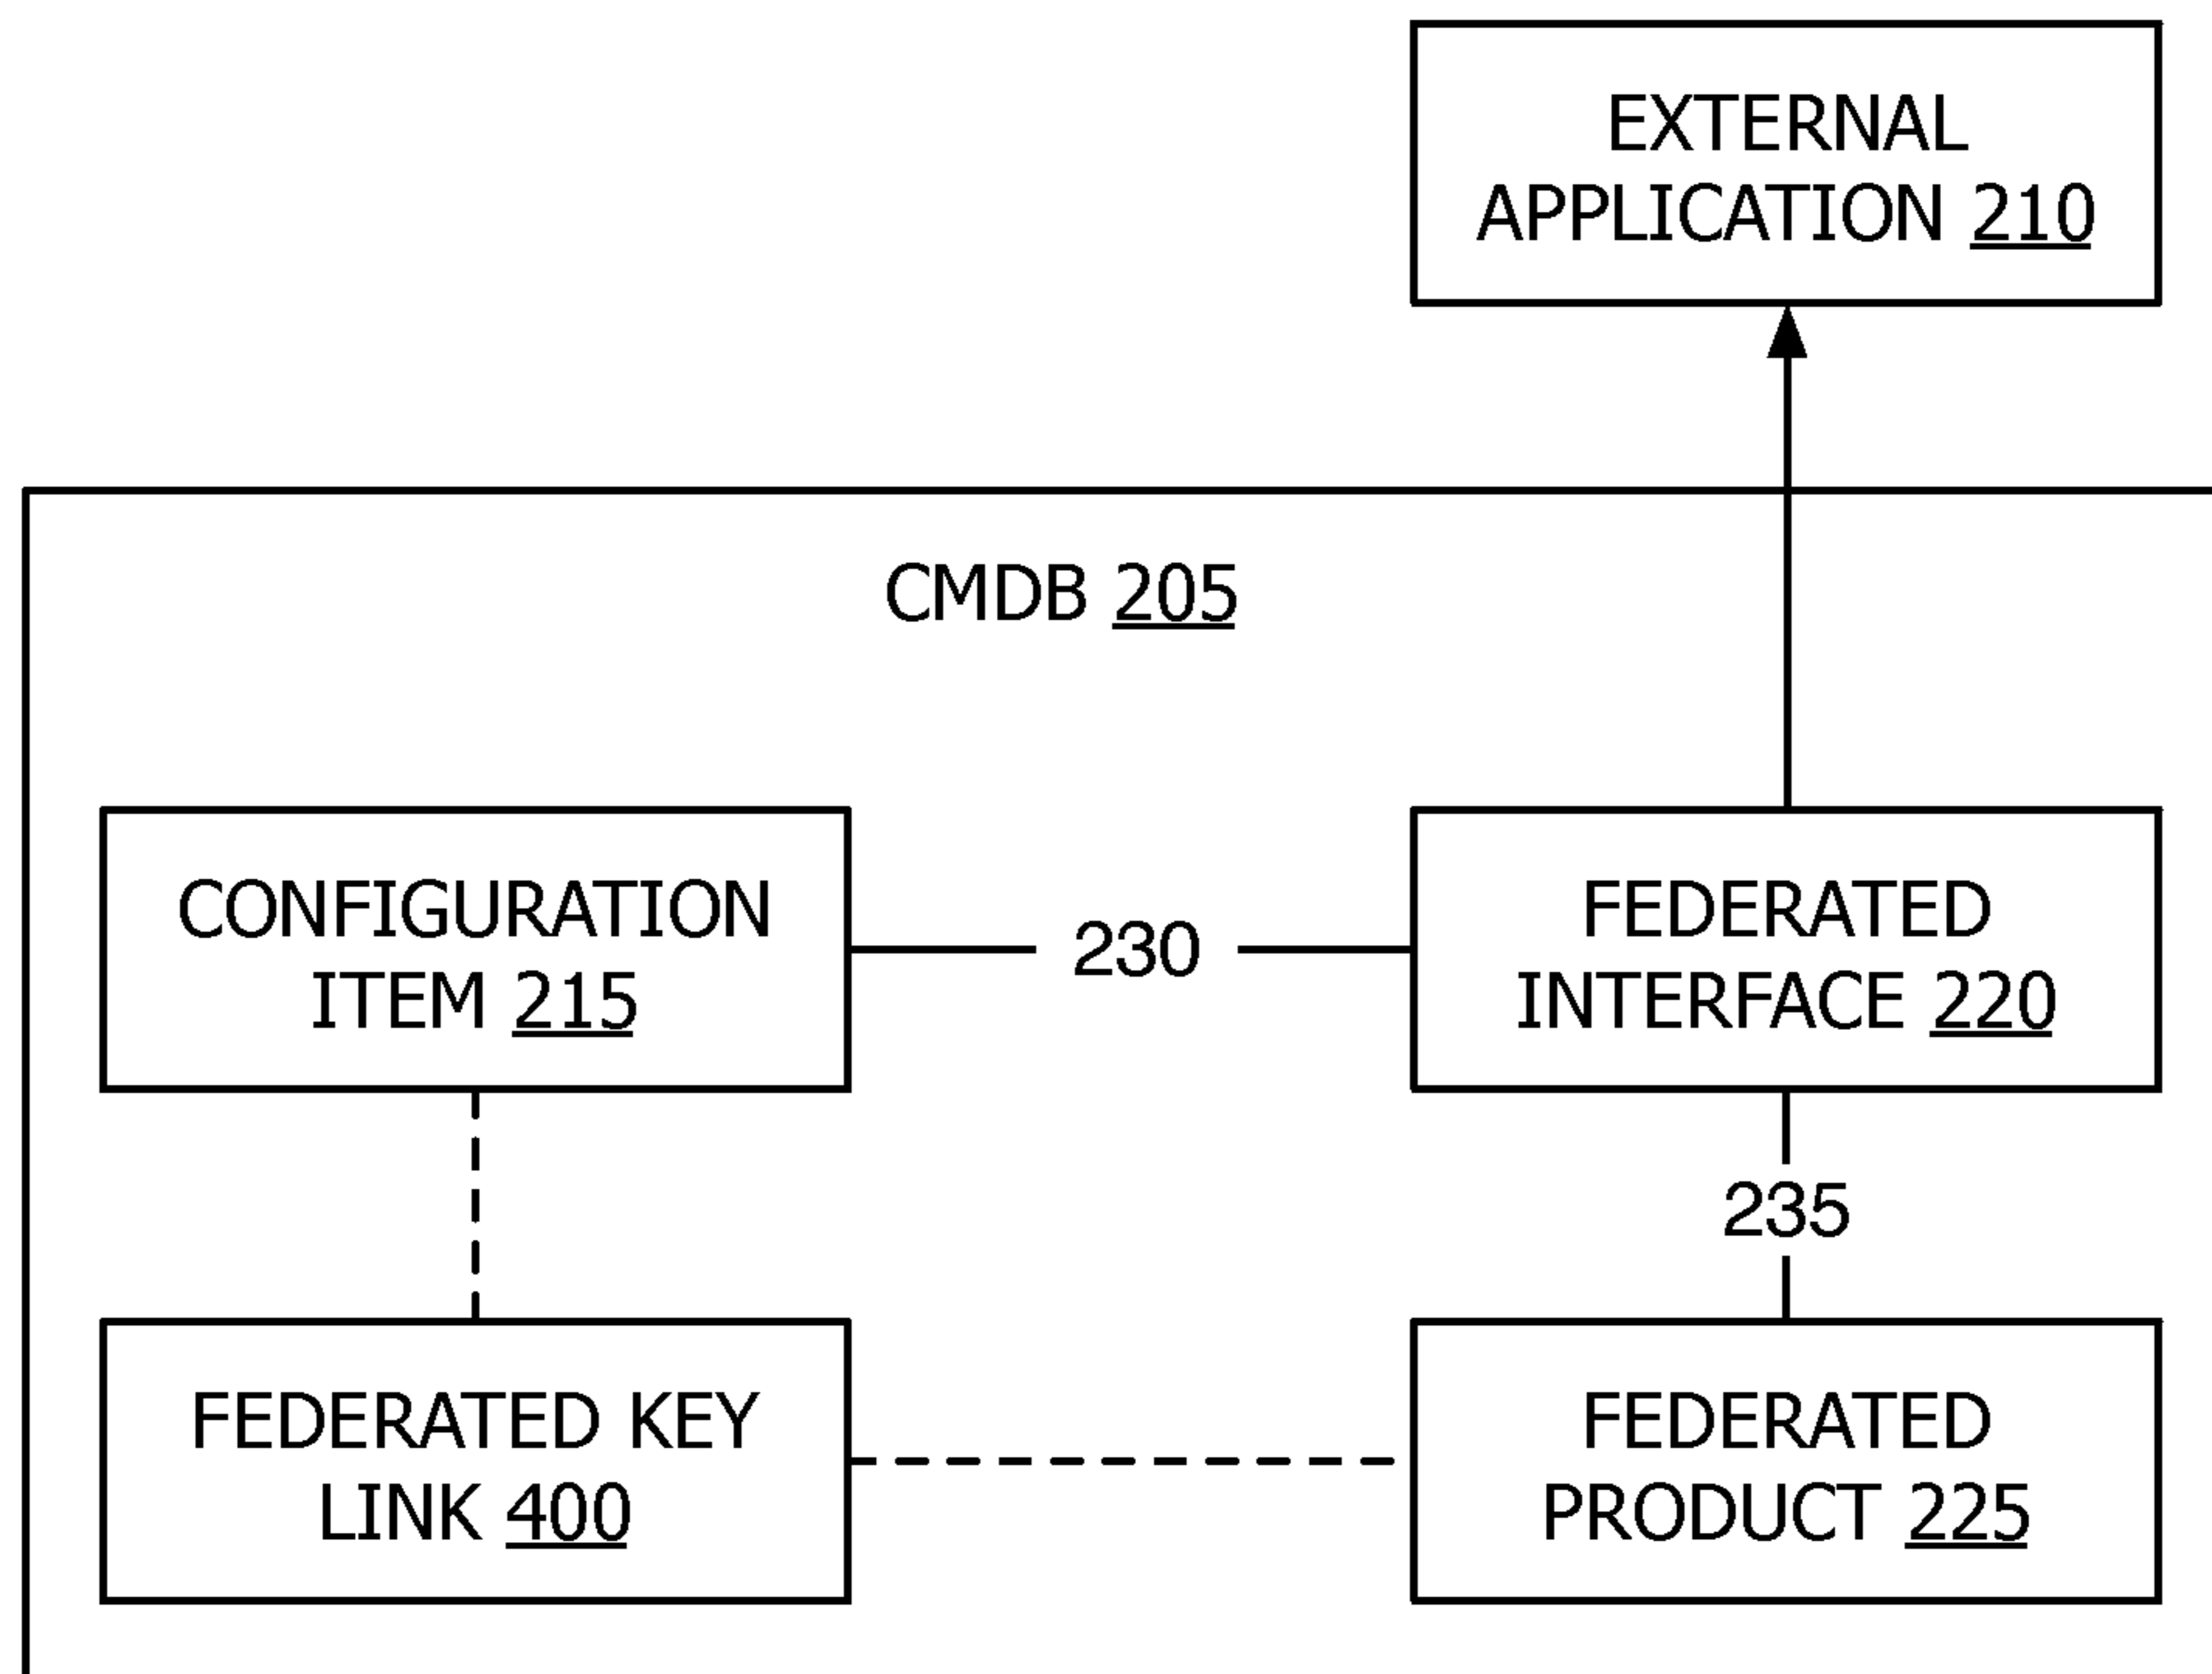 EXTERNAL
APPLICATION 210
CMDB 205
CONFIGURATION
ITEM 215
230
FEDERATED
INTERFACE 220
235
FEDERATED KEY
LINK 400
FEDERATED
PRODUCT 225